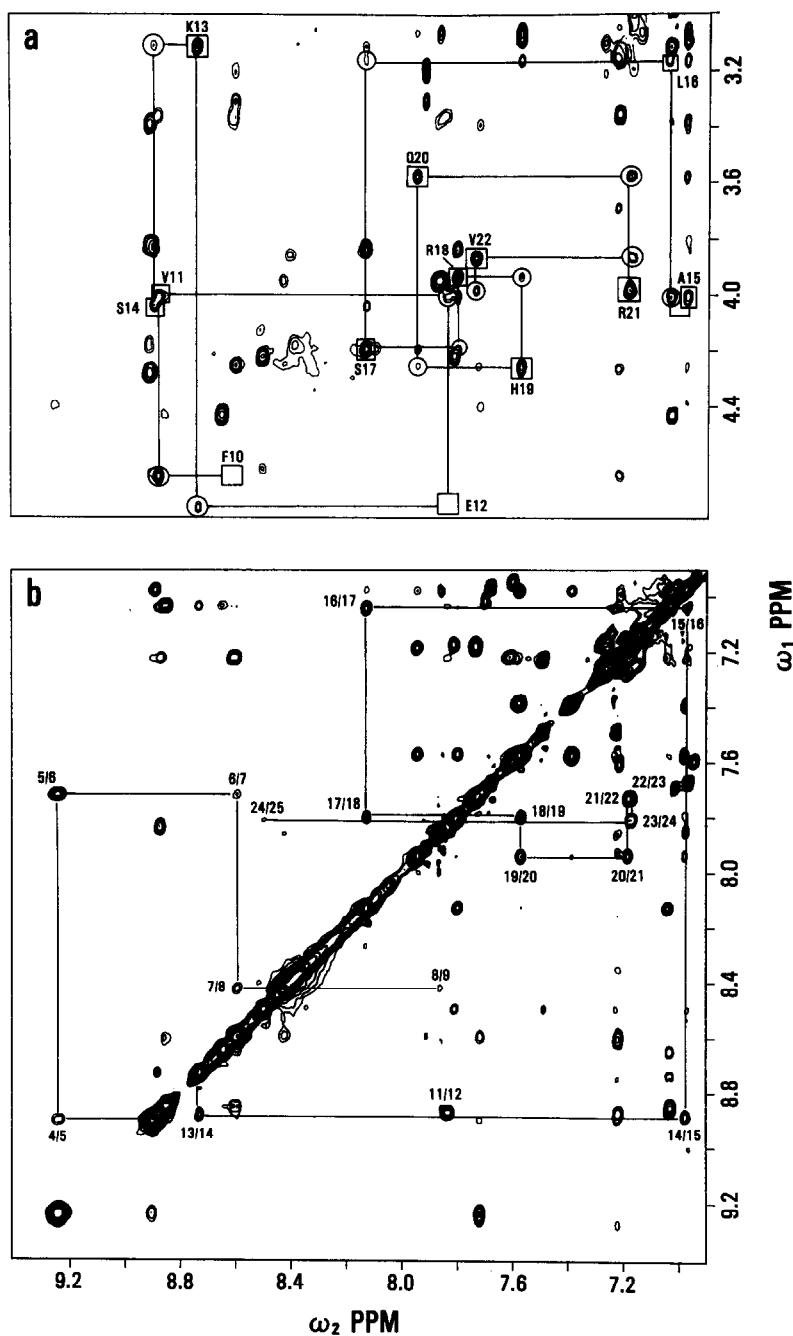 a
K13
3.2
L16
Q20
3.6
R18
V22
V11
S14
R21
A15
4.0
S17
H19
4.4
F10
E12
b
16/17
15/16
ω1 PPM
7.2
5/6
6/7
24/25
22/23
21/22
7.6
17/18
18/19
23/24
19/20
20/21
8.0
7/8
8/9
8.4
11/12
4/5
13/14
14/15
8.8
9.2
9.2
8.8
8.4
8.0
7.6
7.2
ω2 PPM